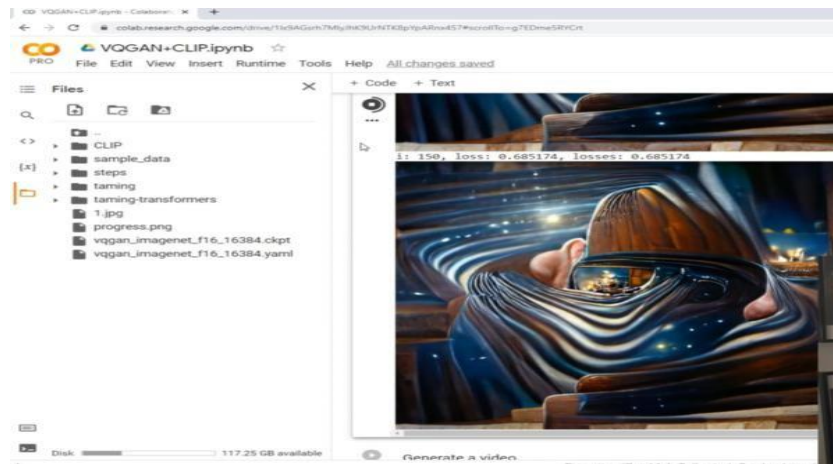 VQGAN+CLIP.ipynb - Colaborat
colab.research.google.com/drive/
CO PRO
VQGAN+CLIP.ipynb
File Edit View Insert Runtime Tools Help All changes saved
Files
+ Code + Text
..
CLIP
sample_data
steps
taming
taming-transformers
1.jpg
progress.png
vqgan_imagenet_f16_16384.ckpt
vqgan_imagenet_f16_16384.yaml
{x}
i: 150, loss: 0.685174, losses: 0.685174
Disk
117.25 GB available
Generate a video